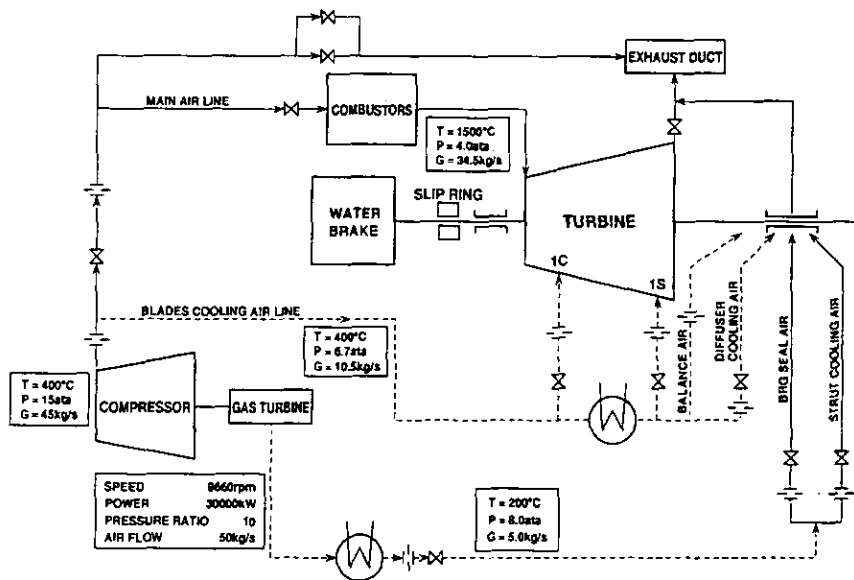 EXHAUST DUCT
MAIN AIR LINE
COMBUSTORS
T = 1500°C
P = 4.0ata
G = 34.5kg/s
SLIP RING
WATER
BRAKE
TURBINE
1C
1S
BLADES COOLING AIR LINE
T = 400°C
P = 6.7ata
G = 10.5kg/s
BALANCE AIR
DIFFUSER
COOLING AIR
BRG SEAL AIR
STRUT COOLING AIR
T = 400°C
P = 15ata
G = 45kg/s
COMPRESSOR
GAS TURBINE
SPEED 9660rpm
POWER 30000kW
PRESSURE RATIO 10
AIR FLOW 50kg/s
T = 200°C
P = 8.0ata
G = 5.0kg/s